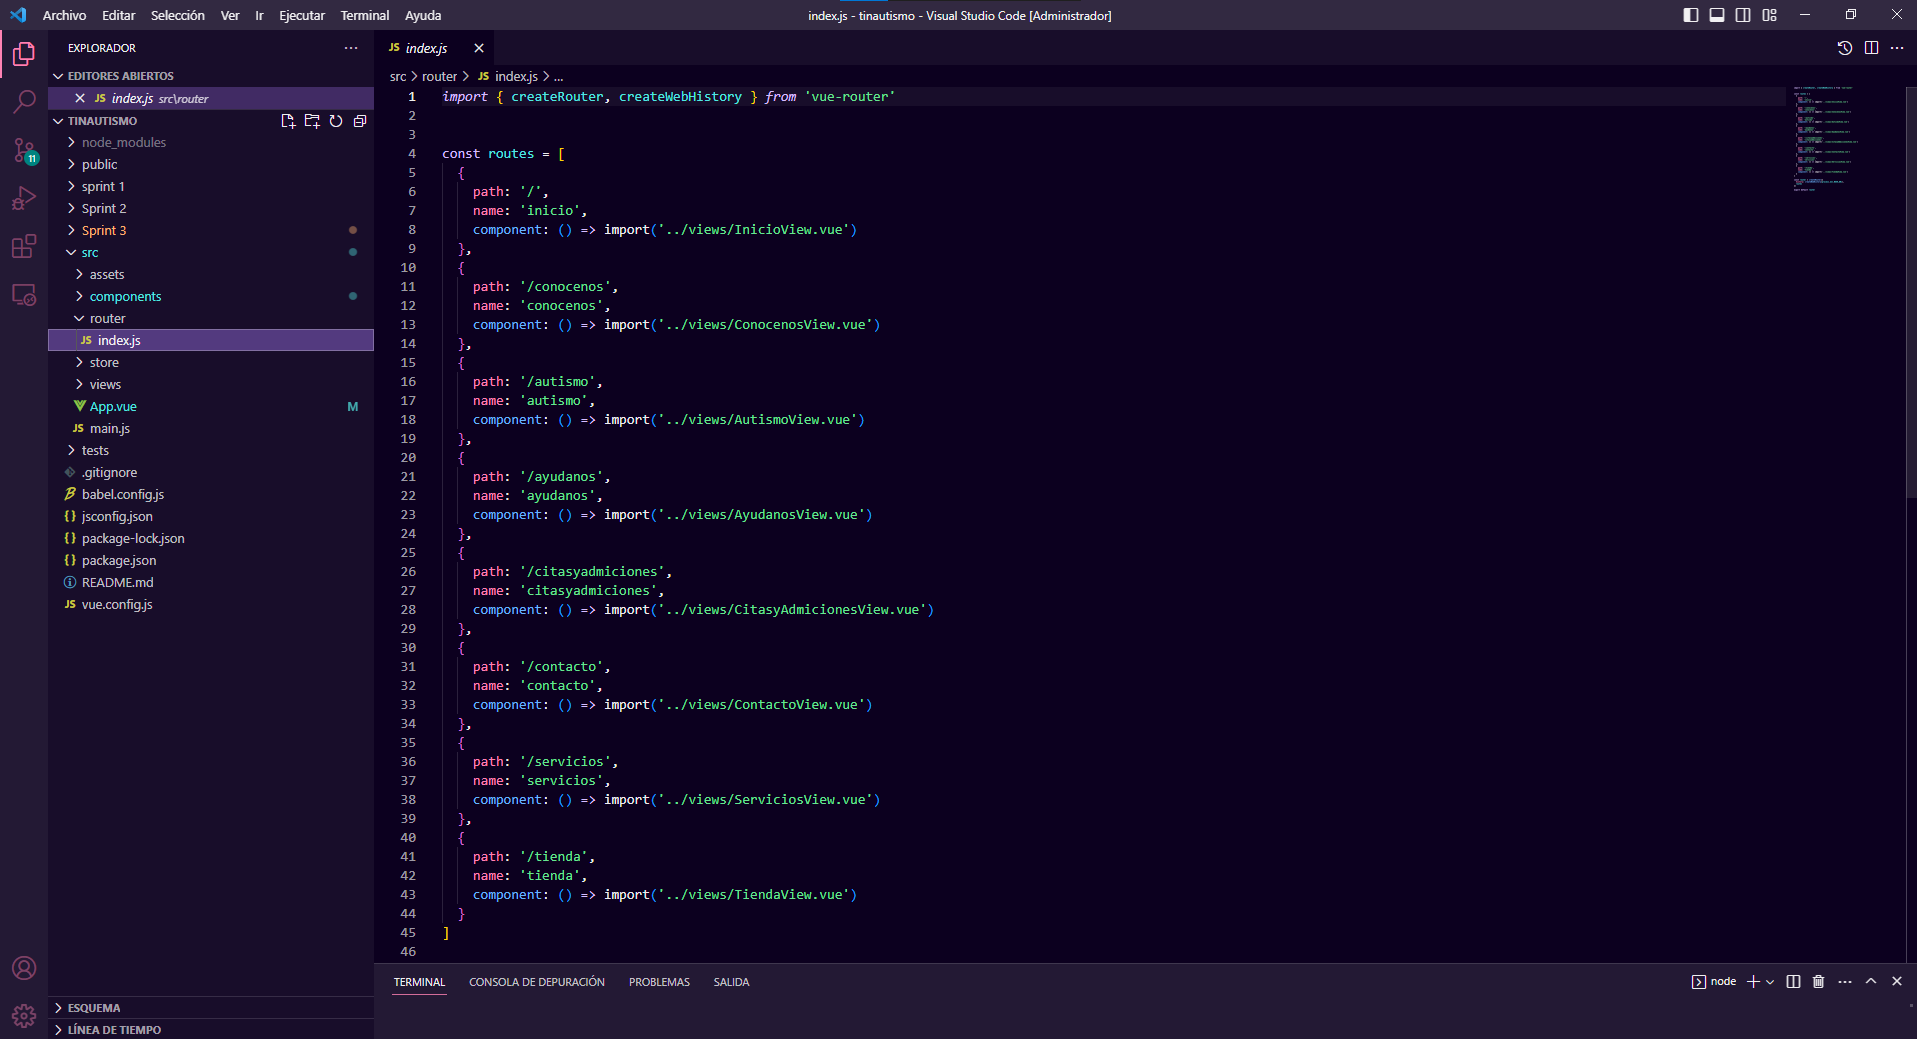 Archivo Editar Selección Ver Ir Ejecutar Terminal Ayuda
index.js - tinautismo - Visual Studio Code [Administrador]
EXPLORADOR
EDITORES ABIERTOS
JS index.js src\router
TINAUTISMO
node_modules
public
sprint 1
Sprint 2
Sprint 3
src
assets
components
router
JS index.js
store
views
App.vue M
JS main.js
tests
.gitignore
babel.config.js
{} jsconfig.json
{} package-lock.json
{} package.json
README.md
JS vue.config.js
ESQUEMA
LÍNEA DE TIEMPO
11
JS index.js
src > router > JS index.js > ...
1 import { createRouter, createWebHistory } from 'vue-router'
2
3
4 const routes = [
5 {
6 path: '/',
7 name: 'inicio',
8 component: () => import('../views/InicioView.vue')
9 },
10 {
11 path: '/conocenos',
12 name: 'conocenos',
13 component: () => import('../views/ConocenosView.vue')
14 },
15 {
16 path: '/autismo',
17 name: 'autismo',
18 component: () => import('../views/AutismoView.vue')
19 },
20 {
21 path: '/ayudanos',
22 name: 'ayudanos',
23 component: () => import('../views/AyudanosView.vue')
24 },
25 {
26 path: '/citasyadmiciones',
27 name: 'citasyadmiciones',
28 component: () => import('../views/CitasyAdmicionesView.vue')
29 },
30 {
31 path: '/contacto',
32 name: 'contacto',
33 component: () => import('../views/ContactoView.vue')
34 },
35 {
36 path: '/servicios',
37 name: 'servicios',
38 component: () => import('../views/ServiciosView.vue')
39 },
40 {
41 path: '/tienda',
42 name: 'tienda',
43 component: () => import('../views/TiendaView.vue')
44 }
45 ]
46
TERMINAL CONSOLA DE DEPURACIÓN PROBLEMAS SALIDA
node